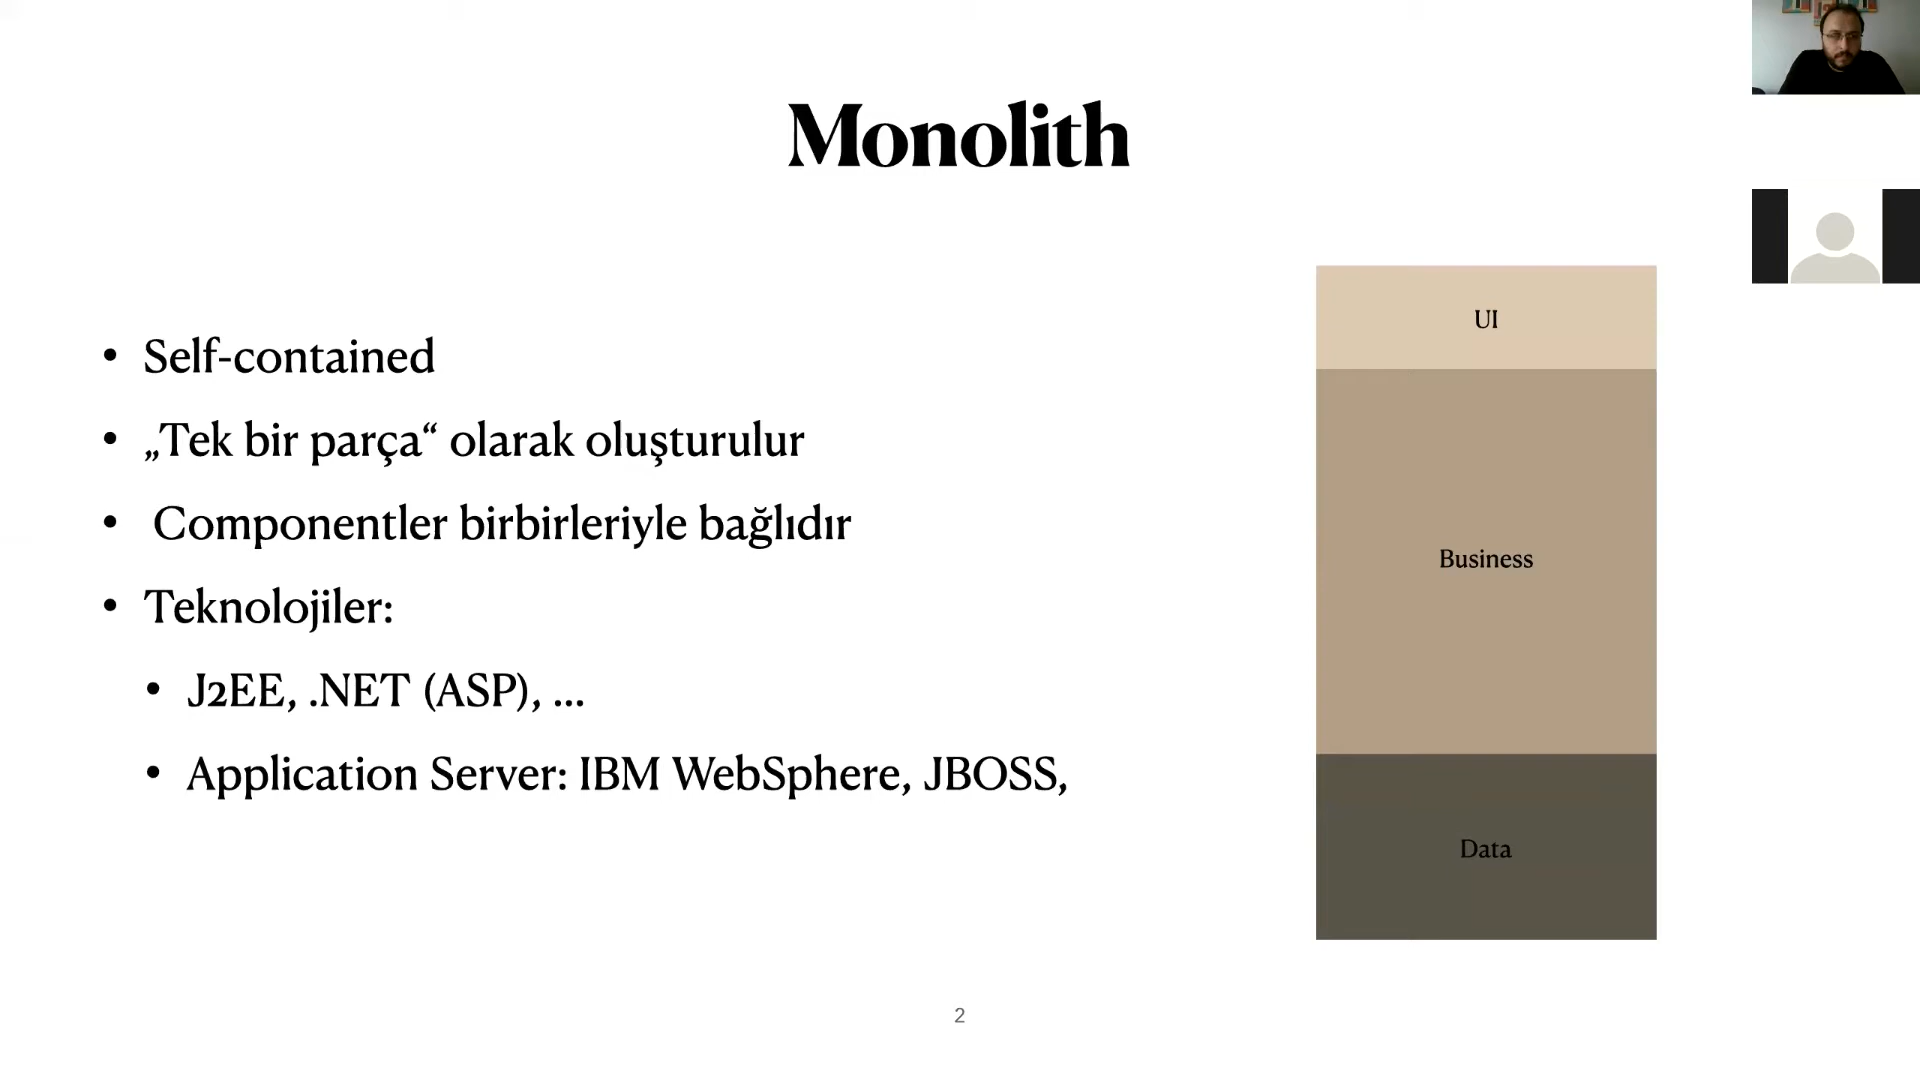 Monolith
• Self-contained
• „Tek bir parça“ olarak oluşturulur
• Componentler birbirleriyle bağlıdır
• Teknolojiler:
• J2EE, .NET (ASP), ...
• Application Server: IBM WebSphere, JBOSS,
UI
Business
Data
2